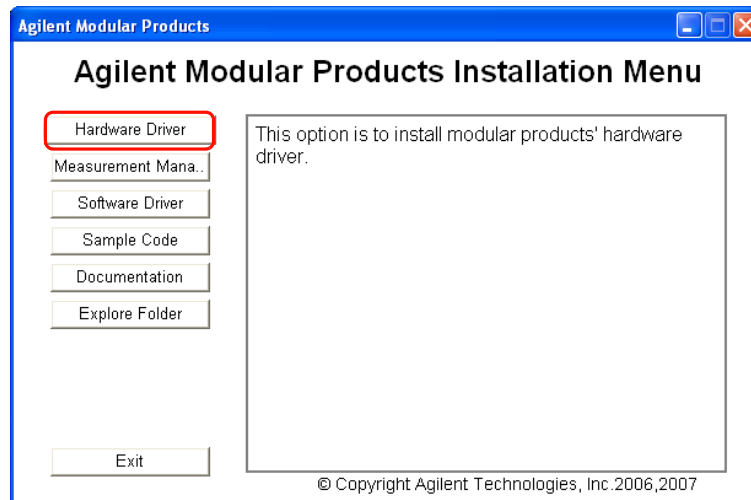 Agilent Modular Products
Agilent Modular Products Installation Menu
Hardware Driver
Measurement Mana..
Software Driver
Sample Code
Documentation
Explore Folder
Exit
This option is to install modular products' hardware
driver.
© Copyright Agilent Technologies, Inc.2006,2007